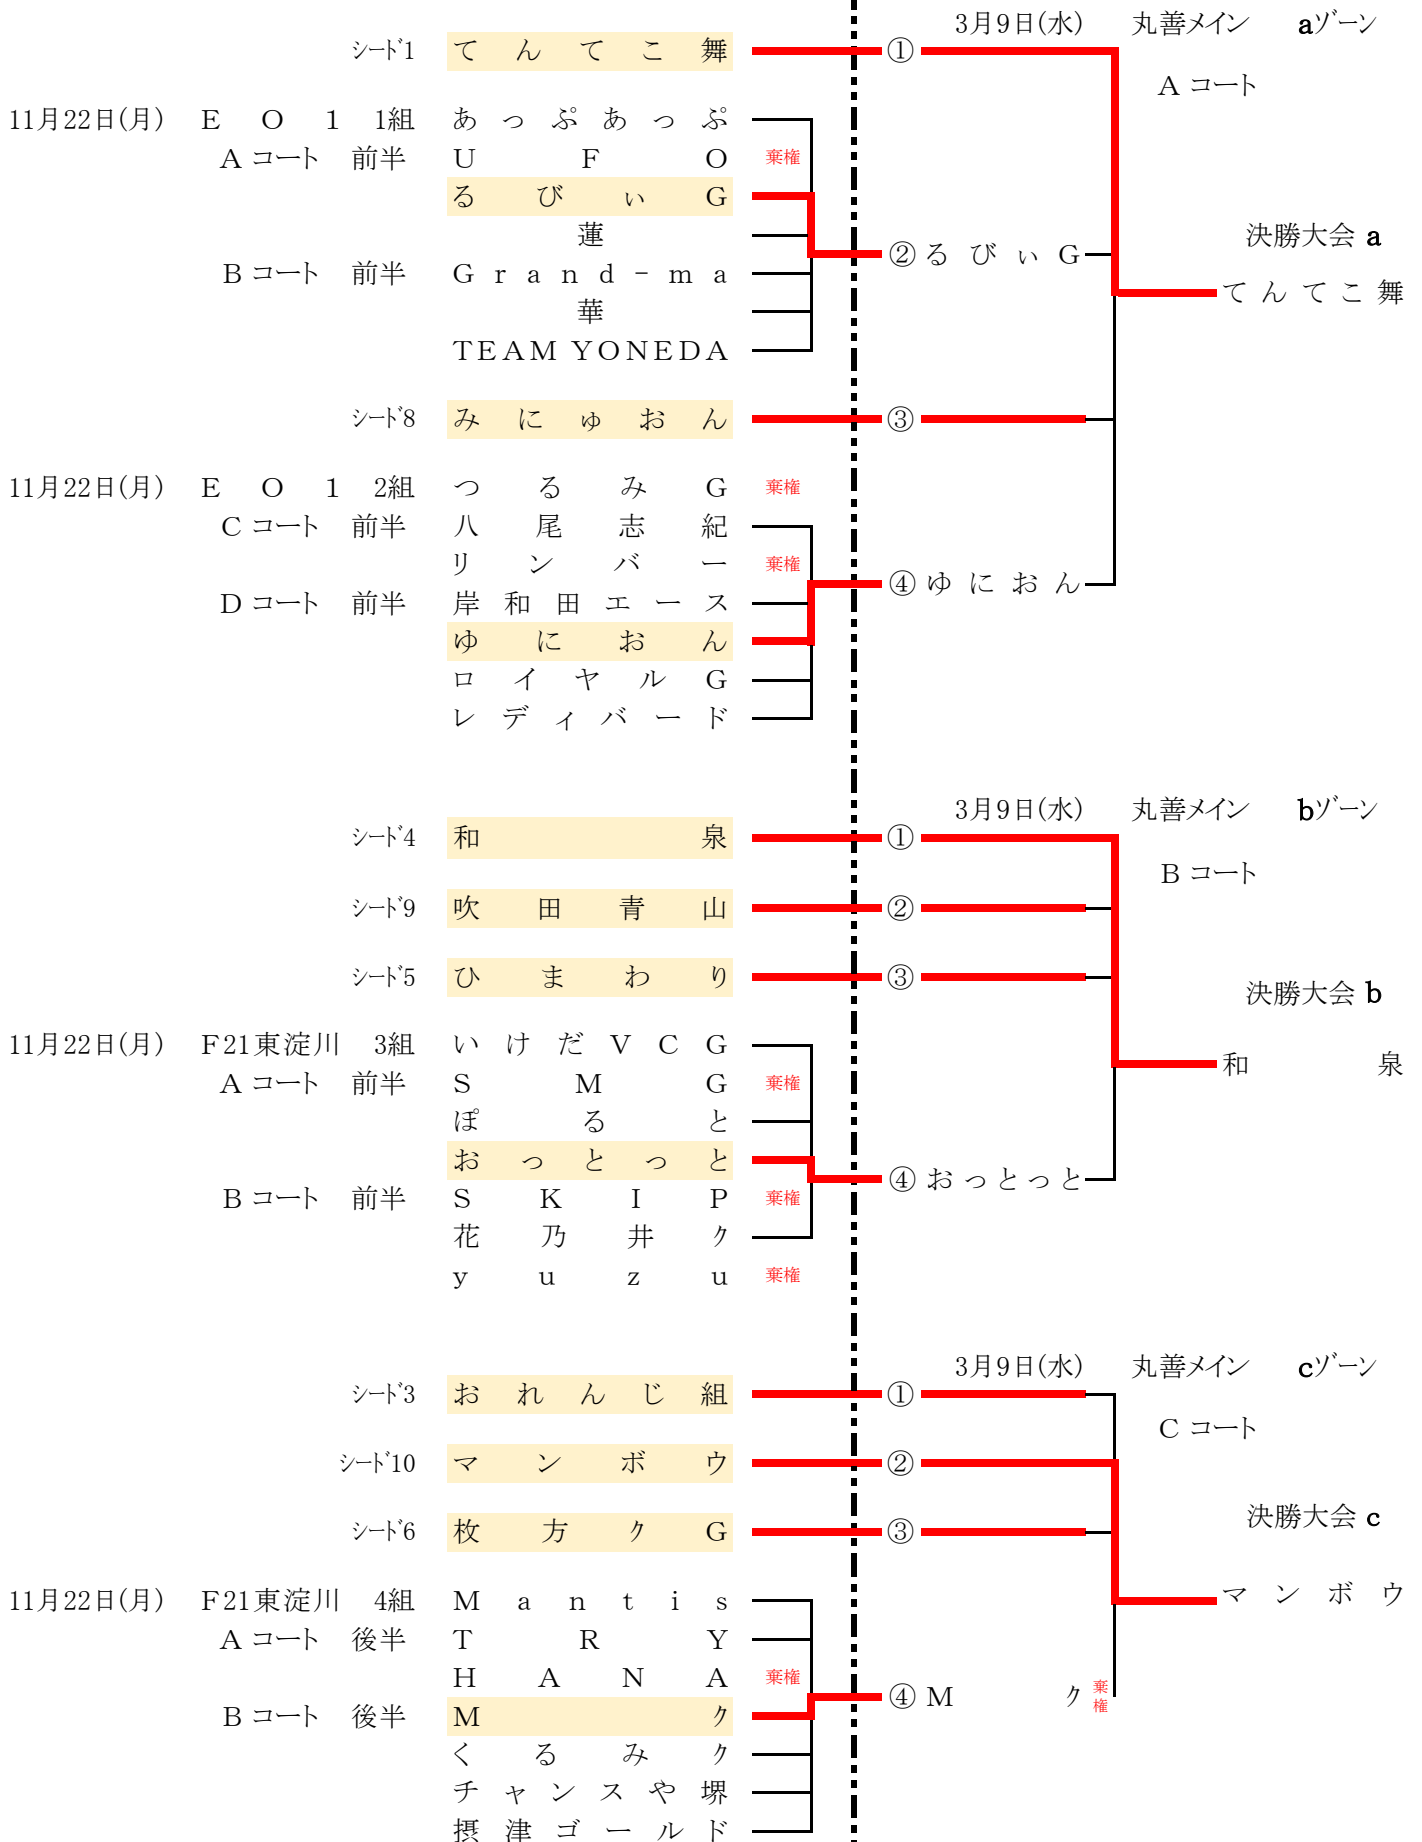 3月9日(水) 丸善メイン aゾーン
シード1 てんてこ舞 ①
A コート
11月22日(月) EO1 1組 あっぷあっぷ
A コート 前半 UFO 棄権
るびぃG
蓮 決勝大会 a
② るびぃG
B コート 前半 Grand-ma
てんてこ舞
華
TEAM YONEDA
シード8 みにゅおん ③
11月22日(月) EO1 2組 つるみG 棄権
C コート 前半 八尾志紀
リンバー 棄権
④ ゆにおん
D コート 前半 岸和田エース
ゆにおん
ロイヤルG
レディバード
3月9日(水) 丸善メイン bゾーン
シード4 和泉 ①
B コート
シード9 吹田青山 ②
シード5 ひまわり ③
決勝大会 b
11月22日(月) F21東淀川 3組 いけだVCG
和泉
A コート 前半 SMG 棄権
ぽると
おっとっと
④ おっとっと
B コート 前半 SKIP 棄権
花乃井ク
yuzu 棄権
3月9日(水) 丸善メイン cゾーン
シード3 おれんじ組 ①
C コート
シード10 マンボウ ②
決勝大会 c
シード6 枚方クG ③
マンボウ
11月22日(月) F21東淀川 4組 Mantis
A コート 後半 TRY
HANA 棄権
④ Mク 棄権
B コート 後半 Mク
くるみク
チャンスや堺
摂津ゴールド